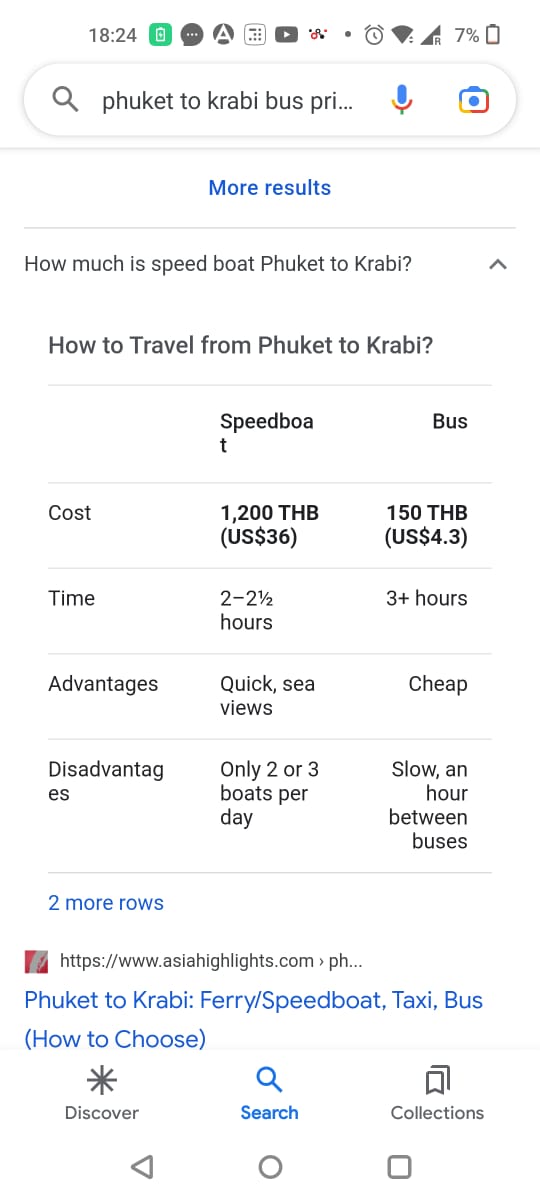 18:24
7%
phuket to krabi bus pri...
More results
How much is speed boat Phuket to Krabi?
How to Travel from Phuket to Krabi?
Speedboa
t
Bus
Cost
1,200 THB
(US$36)
150 THB
(US$4.3)
Time
2–2½
hours
3+ hours
Advantages
Quick, sea
views
Cheap
Disadvantag
es
Only 2 or 3
boats per
day
Slow, an
hour
between
buses
2 more rows
https://www.asiahighlights.com › ph...
Phuket to Krabi: Ferry/Speedboat, Taxi, Bus
(How to Choose)
Discover
Search
Collections